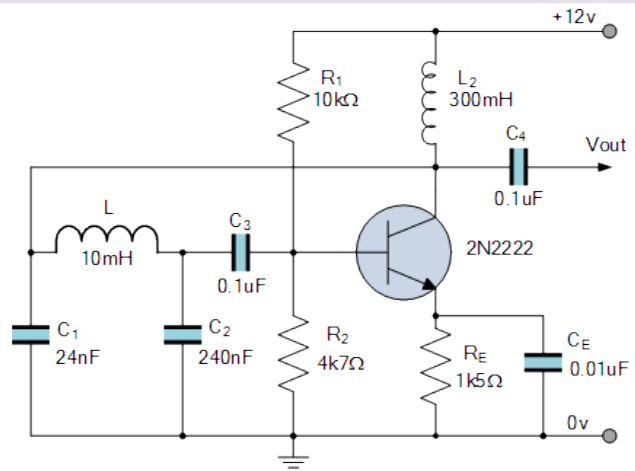 +12v
R1
10kΩ
L2
300mH
C4
Vout
0.1uF
L
10mH
C3
0.1uF
2N2222
C1
24nF
C2
240nF
R2
4k7Ω
RE
1k5Ω
CE
0.01uF
0v